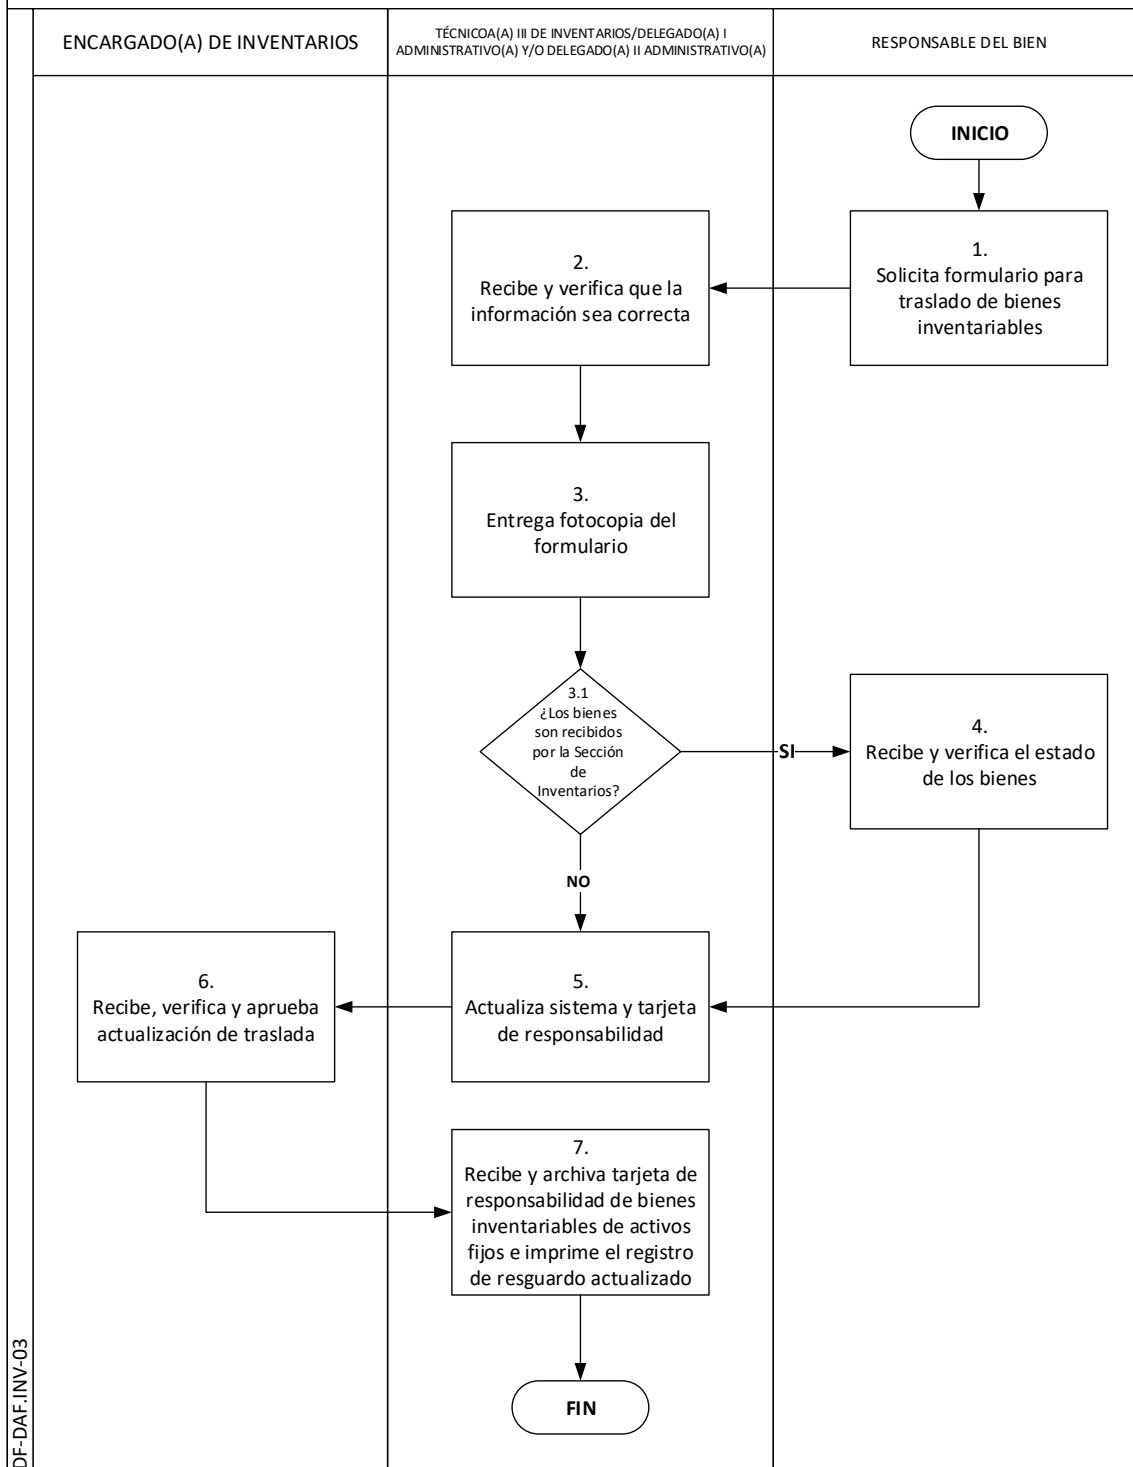 ENCARGADO(A) DE INVENTARIOS
TÉCNICOA(A) III DE INVENTARIOS/DELEGADO(A) I
ADMINISTRATIVO(A) Y/O DELEGADO(A) II ADMINISTRATIVO(A)
RESPONSABLE DEL BIEN
INICIO
1.
Solicita formulario para
traslado de bienes
inventariables
2.
Recibe y verifica que la
información sea correcta
3.
Entrega fotocopia del
formulario
3.1
¿Los bienes
son recibidos
por la Sección
de
Inventarios?
SI
4.
Recibe y verifica el estado
de los bienes
NO
5.
Actualiza sistema y tarjeta
de responsabilidad
6.
Recibe, verifica y aprueba
actualización de traslada
7.
Recibe y archiva tarjeta de
responsabilidad de bienes
inventariables de activos
fijos e imprime el registro
de resguardo actualizado
FIN
DF-DAF.INV-03